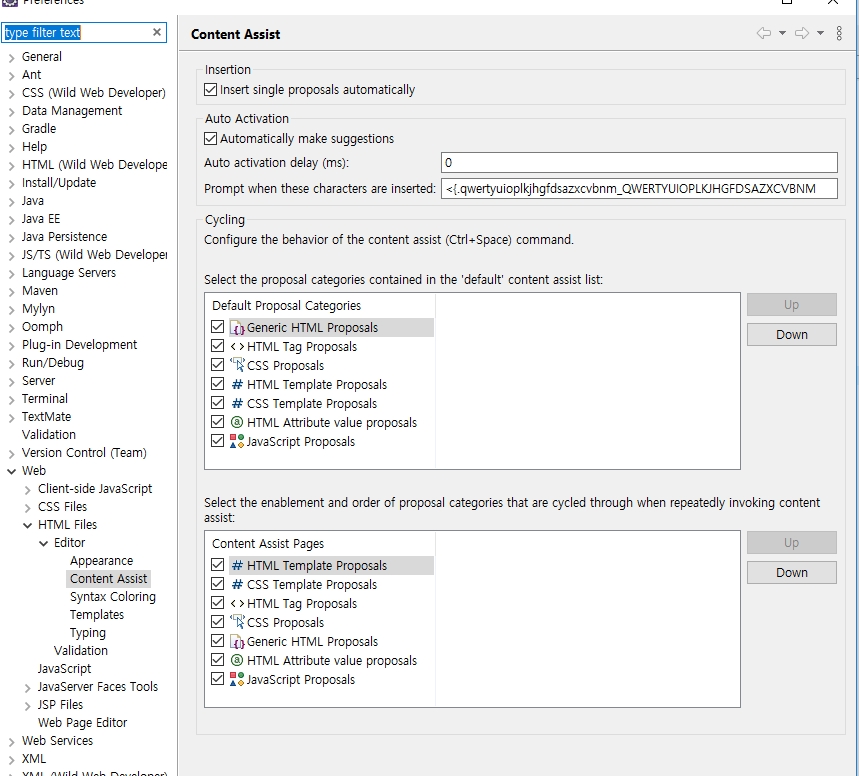 Preferences
type filter text
Content Assist
General
Ant
CSS (Wild Web Developer)
Data Management
Gradle
Help
HTML (Wild Web Develope
Install/Update
Java
Java EE
Java Persistence
JS/TS (Wild Web Developer
Language Servers
Maven
Mylyn
Oomph
Plug-in Development
Run/Debug
Server
Terminal
TextMate
Validation
Version Control (Team)
Web
Client-side JavaScript
CSS Files
HTML Files
Editor
Appearance
Content Assist
Syntax Coloring
Templates
Typing
Validation
JavaScript
JavaServer Faces Tools
JSP Files
Web Page Editor
Web Services
XML
XML (Wild Web Developer)
Insertion
Insert single proposals automatically
Auto Activation
Automatically make suggestions
Auto activation delay (ms): 0
Prompt when these characters are inserted: <{.qwertyuioplkjhgfdsazxcvbnm_QWERTYUIOPLKJHGFDSAZXCVBNM
Cycling
Configure the behavior of the content assist (Ctrl+Space) command.
Select the proposal categories contained in the 'default' content assist list:
Default Proposal Categories
Generic HTML Proposals
HTML Tag Proposals
CSS Proposals
HTML Template Proposals
CSS Template Proposals
HTML Attribute value proposals
JavaScript Proposals
Up
Down
Select the enablement and order of proposal categories that are cycled through when repeatedly invoking content
assist:
Content Assist Pages
HTML Template Proposals
CSS Template Proposals
HTML Tag Proposals
CSS Proposals
Generic HTML Proposals
HTML Attribute value proposals
JavaScript Proposals
Up
Down